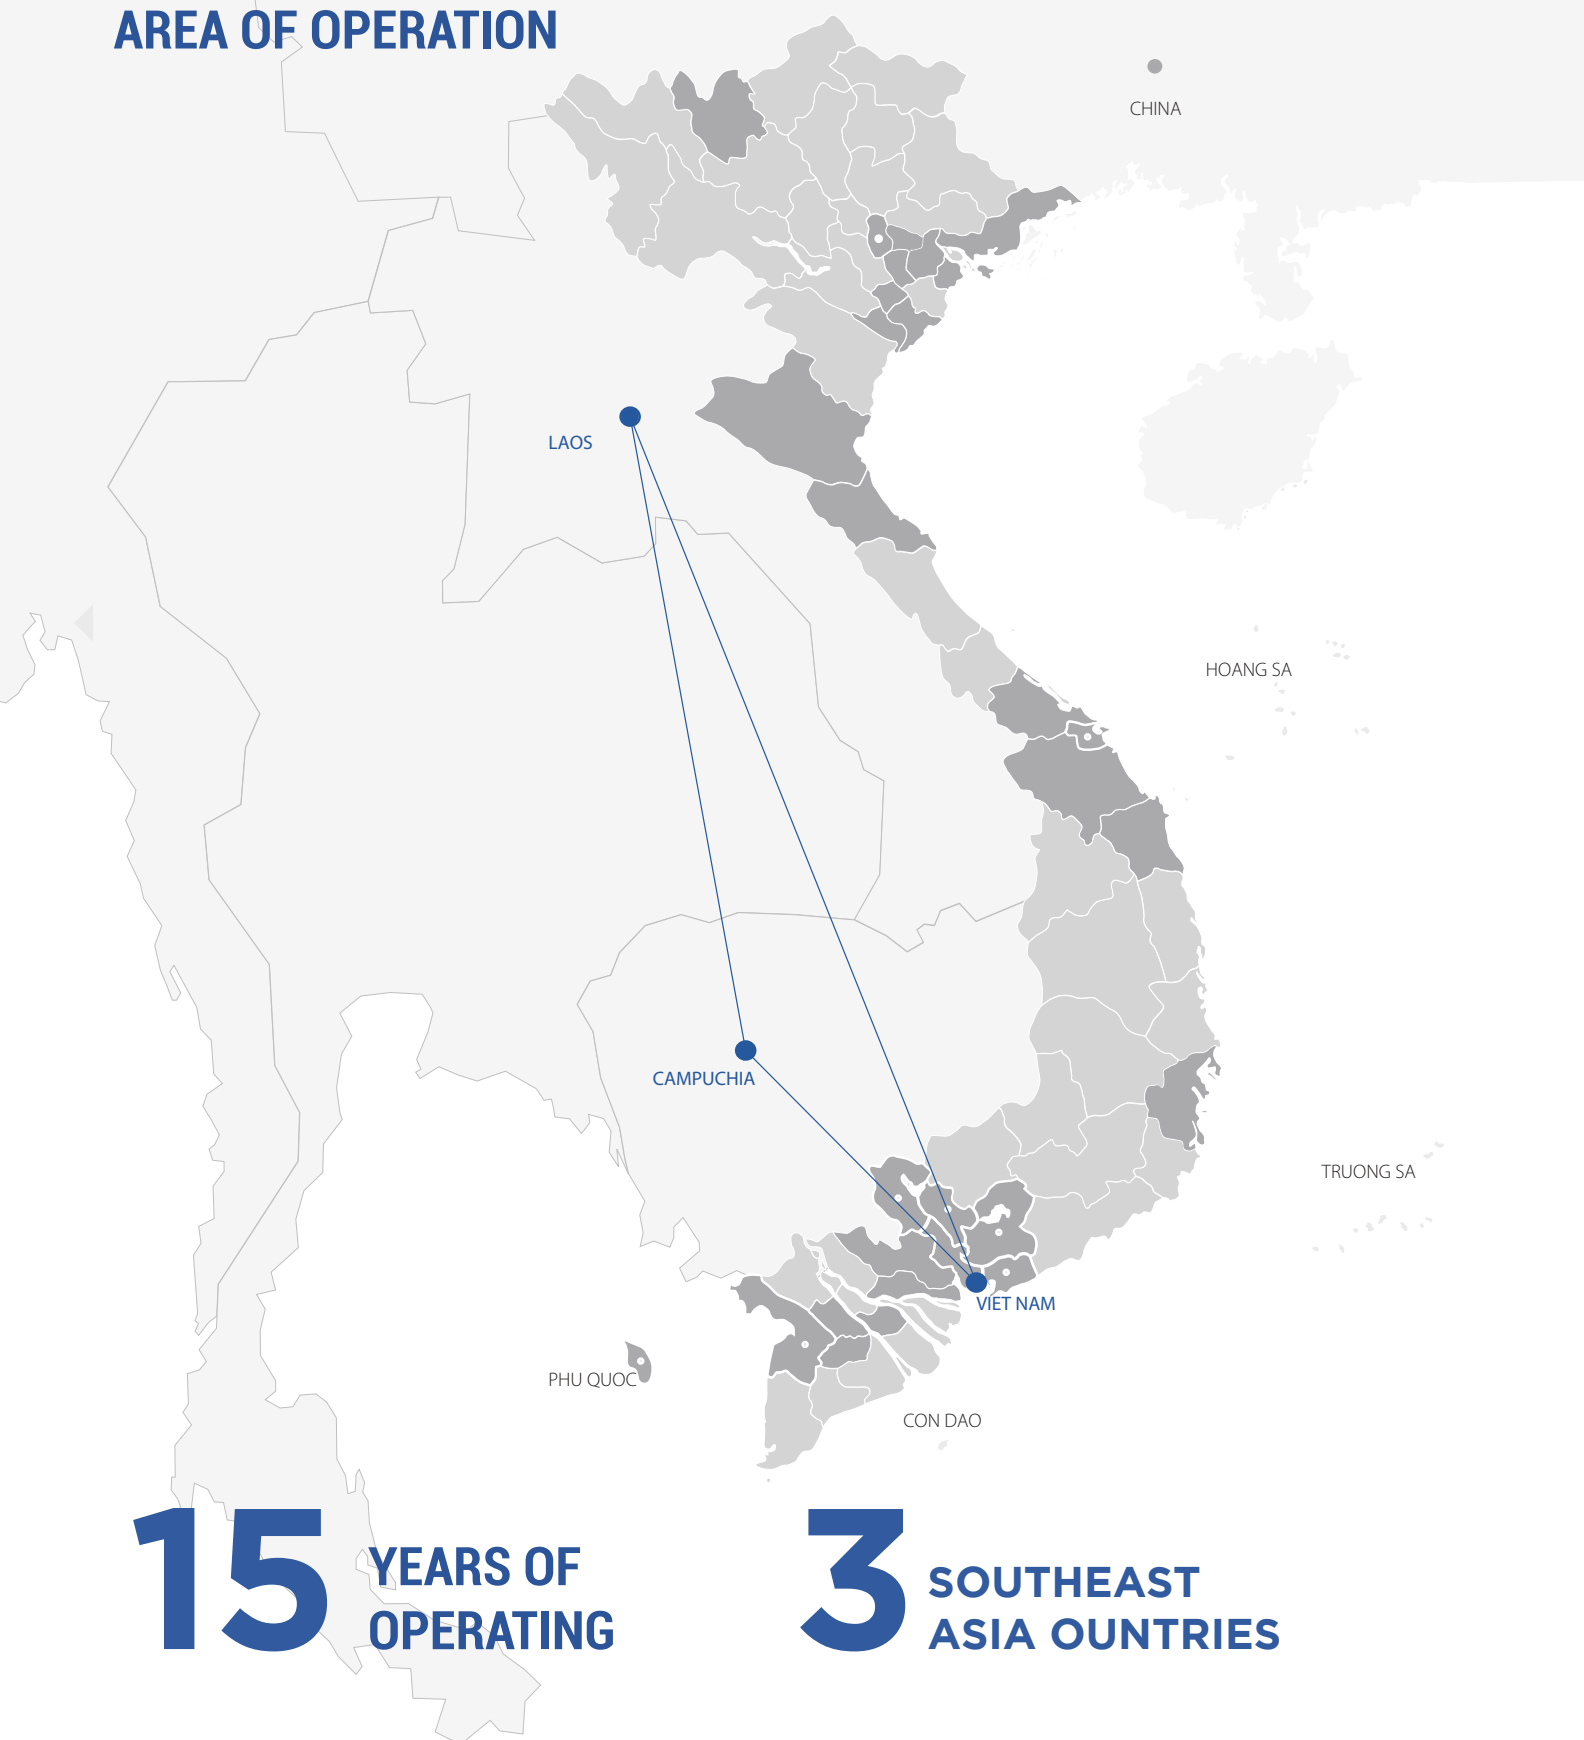 AREA OF OPERATION
CHINA
LAOS
HOANG SA
CAMPUCHIA
TRUONG SA
VIET NAM
PHU QUOC
CON DAO
15 YEARS OF
OPERATING
3 SOUTHEAST
ASIA OUNTRIES